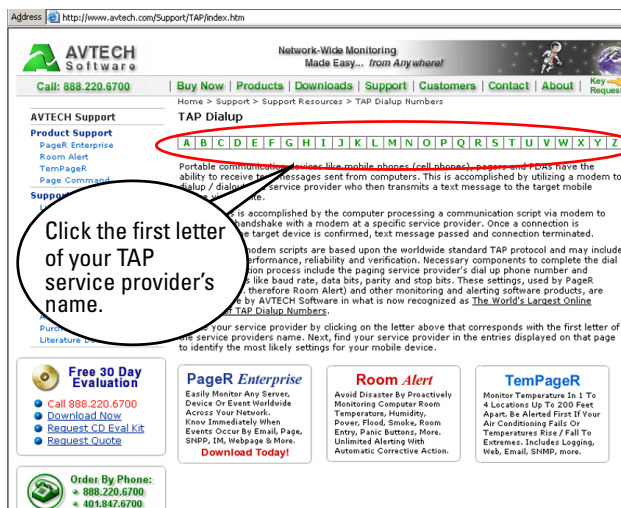 Address http://www.avtech.com/Support/TAP/index.htm
AVTECH
Software
Network-Wide Monitoring
Made Easy... from Anywhere!
Call: 888.220.6700
Buy Now | Products | Downloads | Support | Customers | Contact | About |
Key
Request
Home > Support > Support Resources > TAP Dialup Numbers
AVTECH Support
Product Support
PageR Enterprise
Room Alert
TemPageR
Page Command
Suppo
TAP Dialup
A B C D E F G H I J K L M N O P Q R S T U V W X Y Z
Portable communication devices like mobile phones (cell phones), pagers and PDAs have the
ability to receive text messages sent from computers. This is accomplished by utilizing a modem to
dialup / dialout a service provider who then transmits a text message to the target mobile
te.
s is accomplished by the computer processing a communication script via modem to
handshake with a modem at a specific service provider. Once a connection is
e target device is confirmed, text message passed and connection terminated.
odem scripts are based upon the worldwide standard TAP protocol and may include
erformance, reliability and verification. Necessary components to complete the dial
tion process include the paging service provider's dial up phone number and
s like baud rate, data bits, parity and stop bits. These settings, used by PageR
therefore Room Alert) and other monitoring and alerting software products, are
e by AVTECH Software in what is now recognized as The World's Largest Online
of TAP Dialup Numbers.
your service provider by clicking on the letter above that corresponds with the first letter of
the service providers name. Next, find your service provider in the entries displayed on that page
to identify the most likely settings for your mobile device.
Click the first letter
of your TAP
service provider's
name.
Purch
Literature D
Free 30 Day
Evaluation
Call 888.220.6700
Download Now
Request CD Eval Kit
Request Quote
Order By Phone:
888.220.6700
401.847.6700
PageR Enterprise
Easily Monitor Any Server,
Device Or Event Worldwide
Across Your Network.
Know Immediately When
Events Occur By Email, Page,
SNPP, IM, Webpage & More.
Download Today!
Room Alert
Avoid Disaster By Proactively
Monitoring Computer Room
Temperature, Humidity,
Power, Flood, Smoke, Room
Entry, Panic Buttons, More.
Unlimited Alerting With
Automatic Corrective Action.
TemPageR
Monitor Temperature In 1 To
4 Locations Up To 200 Feet
Apart. Be Alerted First If Your
Air Conditioning Fails Or
Temperatures Rise / Fall To
Extremes. Includes Logging,
Web, Email, SNMP, more.